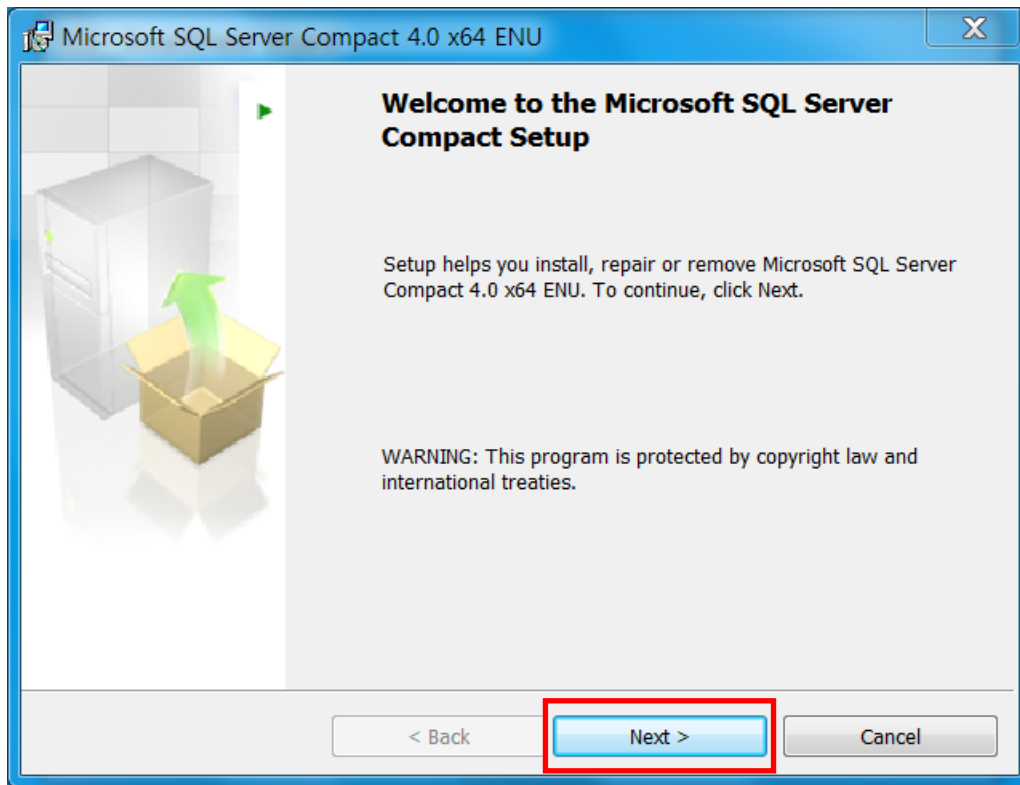 Microsoft SQL Server Compact 4.0 x64 ENU
Welcome to the Microsoft SQL Server
Compact Setup
Setup helps you install, repair or remove Microsoft SQL Server
Compact 4.0 x64 ENU. To continue, click Next.
WARNING: This program is protected by copyright law and
international treaties.
< Back
Next >
Cancel